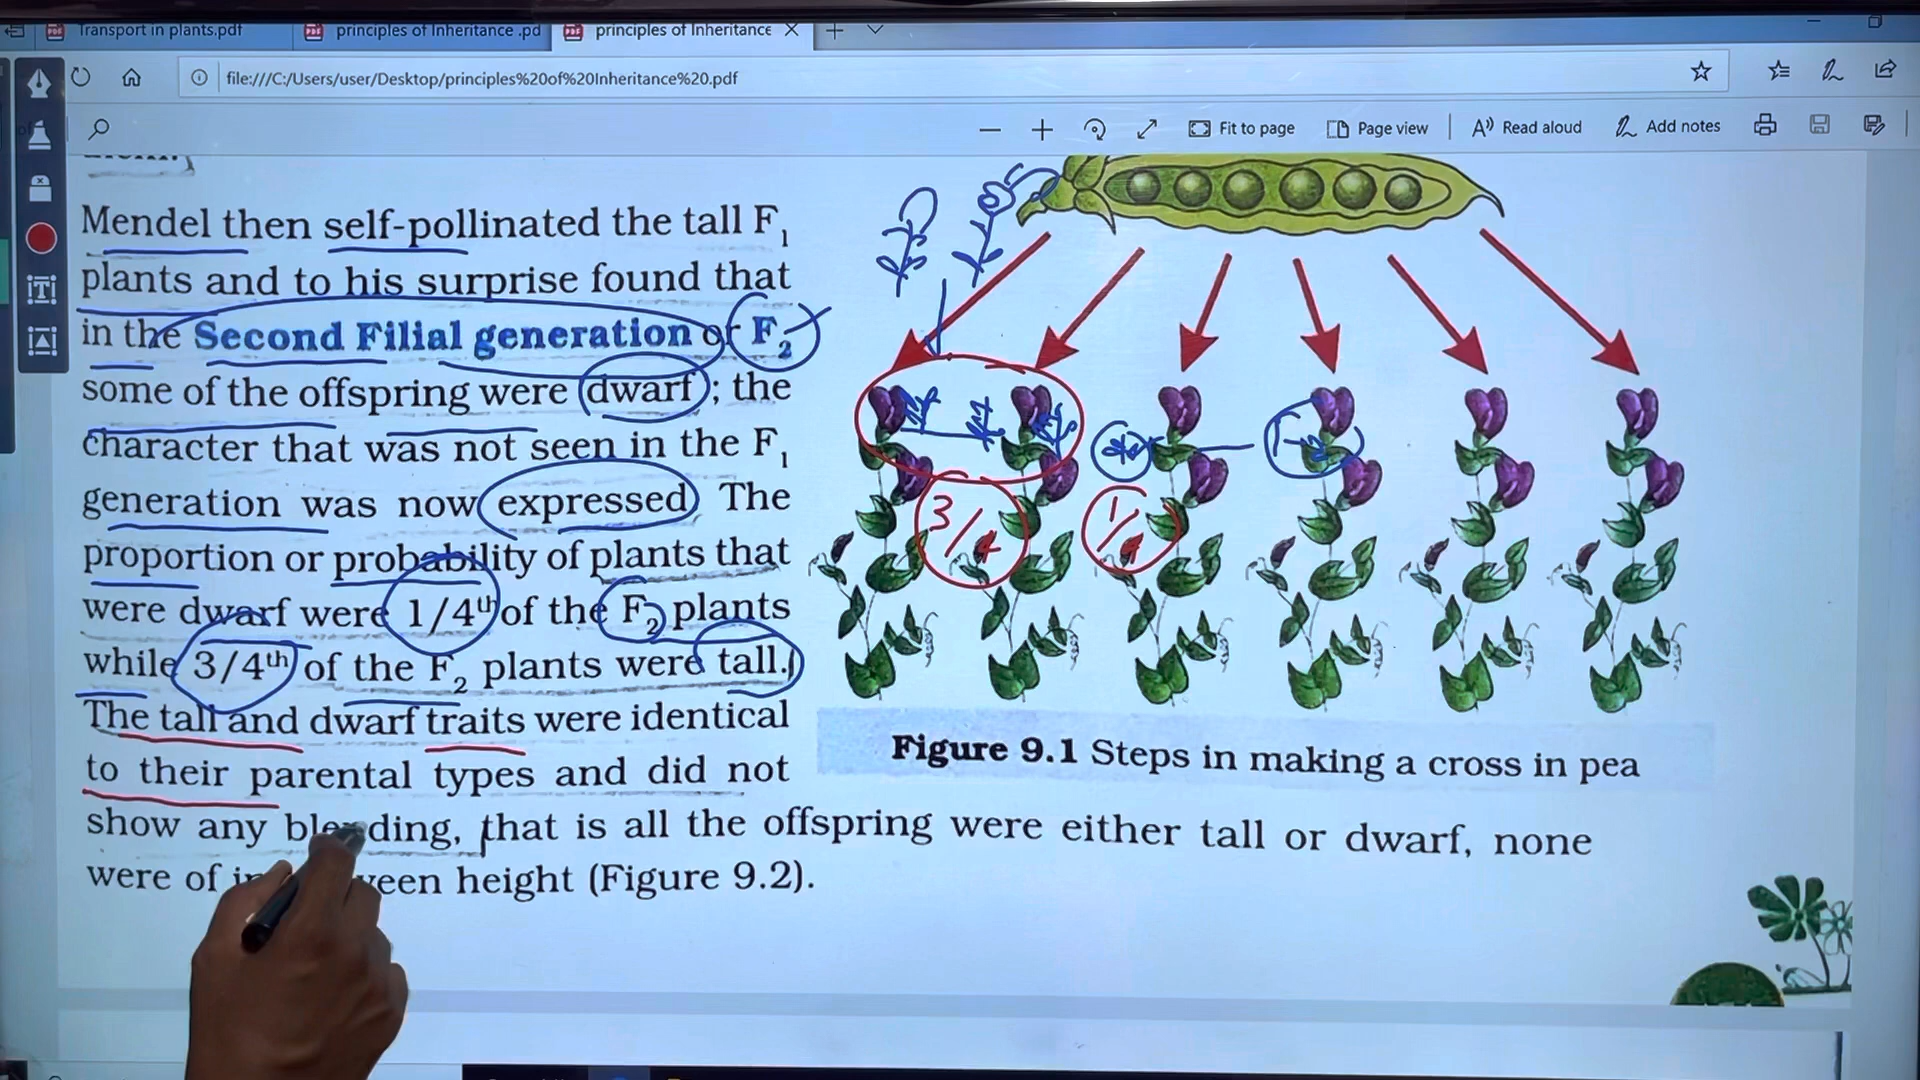 Transport in plants.pdf
principles of Inheritance .pd
principles of Inheritance
file:///C:/Users/user/Desktop/principles%20of%20Inheritance%20.pdf
Fit to page
Page view
Read aloud
Add notes
Mendel then self-pollinated the tall F1
plants and to his surprise found that
in the Second Filial generation or F2
some of the offspring were dwarf; the
character that was not seen in the F1
generation was now expressed The
proportion or probability of plants that
were dwarf were 1/4th of the F2 plants
while 3/4th of the F2 plants were tall.
The tall and dwarf traits were identical
to their parental types and did not
show any blending, that is all the offspring were either tall or dwarf, none
were of height (Figure 9.2).
3/4
1/4
Figure 9.1 Steps in making a cross in pea